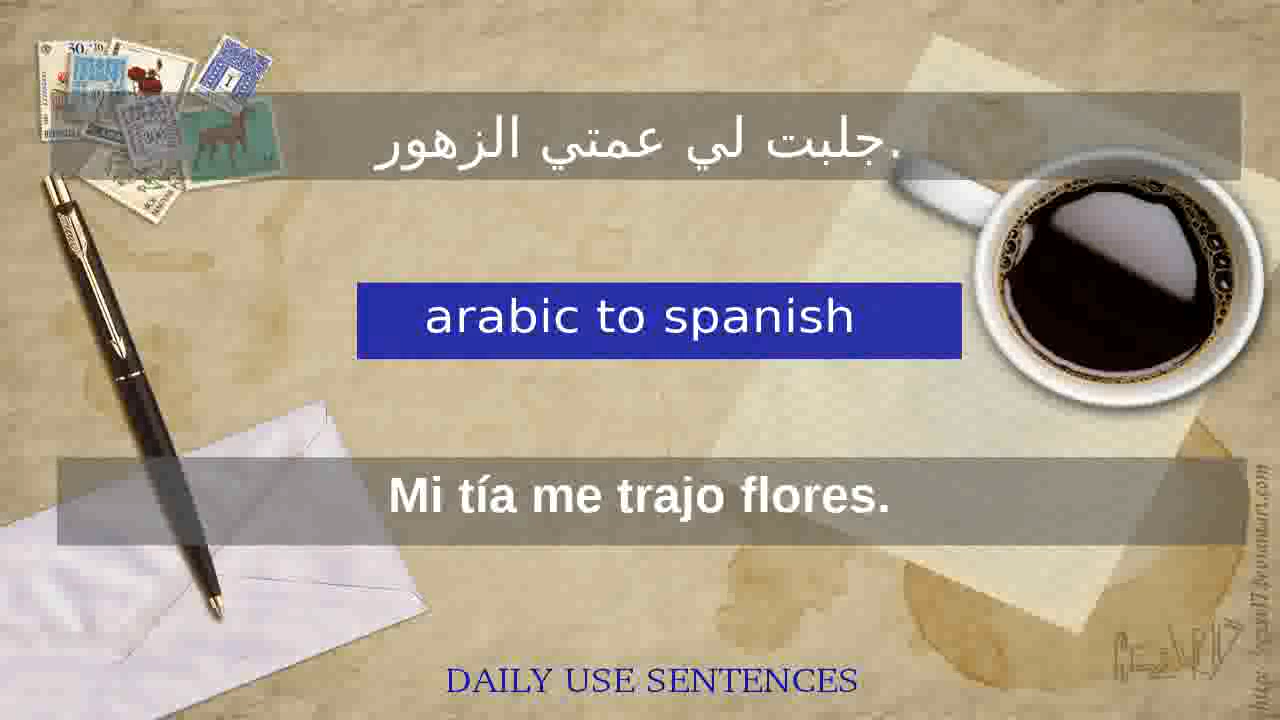 جلبت لي عمتي الزهور.
arabic to spanish
Mi tía me trajo flores.
DAILY USE SENTENCES